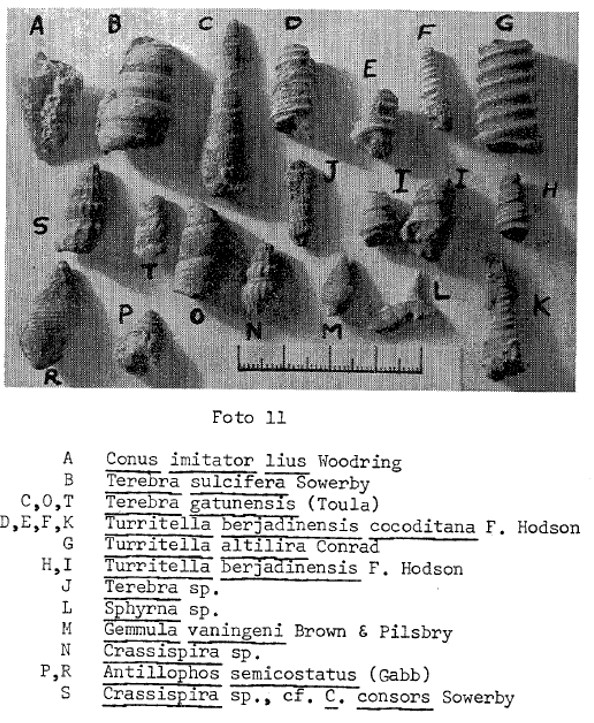 A B C D E F G
S T O N J I I H
R P M L K
Foto 11
A Conus imitator lius Woodring
B Terebra sulcifera Sowerby
C,O,T Terebra gatunensis (Toula)
D,E,F,K Turritella berjadinensis cocoditana F. Hodson
G Turritella altilira Conrad
H,I Turritella berjadinensis F. Hodson
J Terebra sp.
L Sphyrna sp.
M Gemmula vaningeni Brown & Pilsbry
N Crassispira sp.
P,R Antillophos semicostatus (Gabb)
S Crassispira sp., cf. C. consors Sowerby